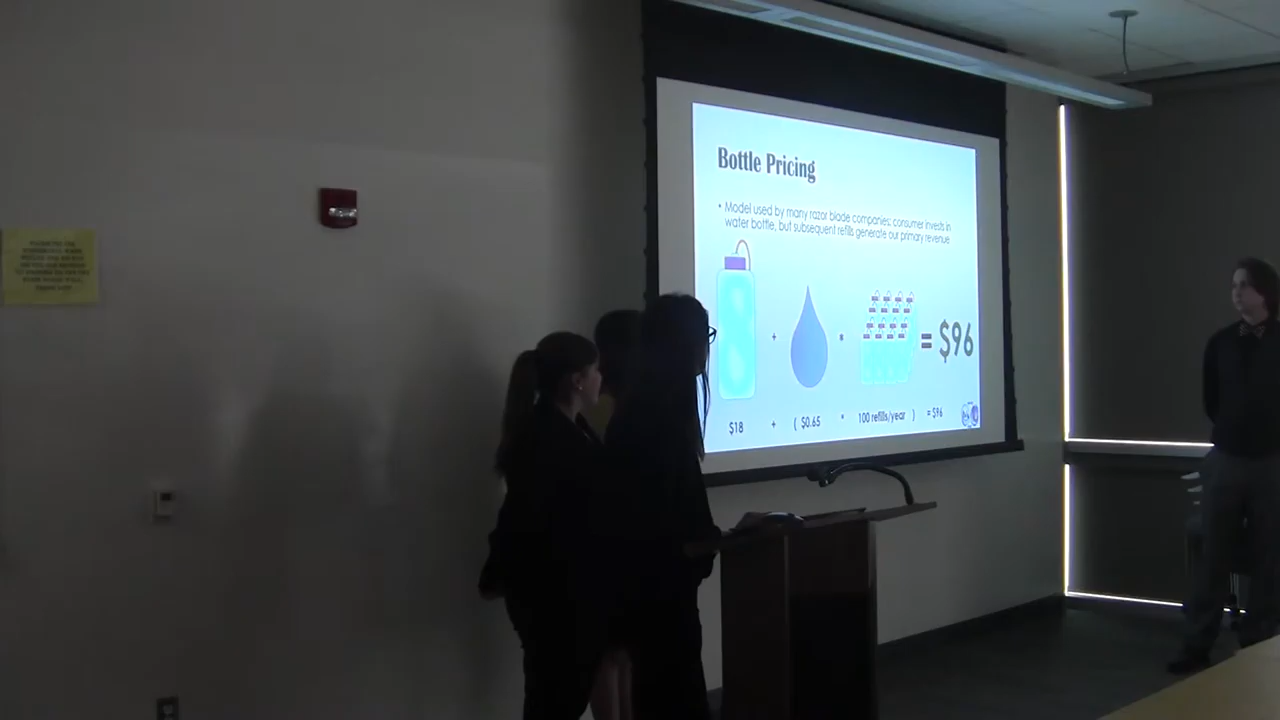 Bottle Pricing
• Model used by many razor blade companies: consumer invests in
water bottle, but subsequent refills generate our primary revenue
+ * = $96
$18 + ( $0.65 * 100 refills/year ) = $96